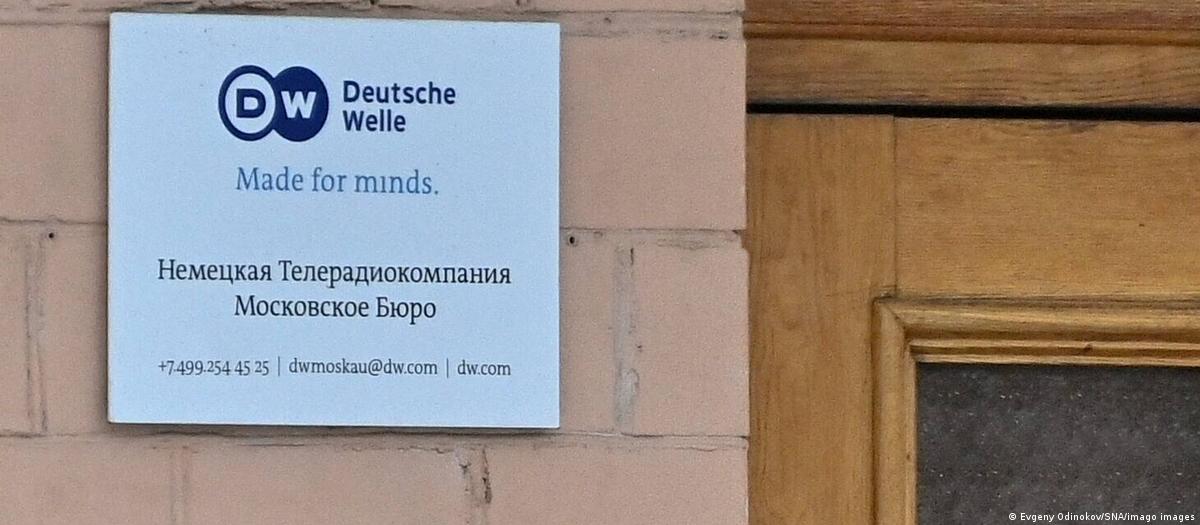 DW Deutsche
Welle
Made for minds.
Немецкая Телерадиокомпания
Московское Бюро
+7.499.254 45 25 | dwmoskau@dw.com | dw.com
© Evgeny Odinokov/SNA/imago images